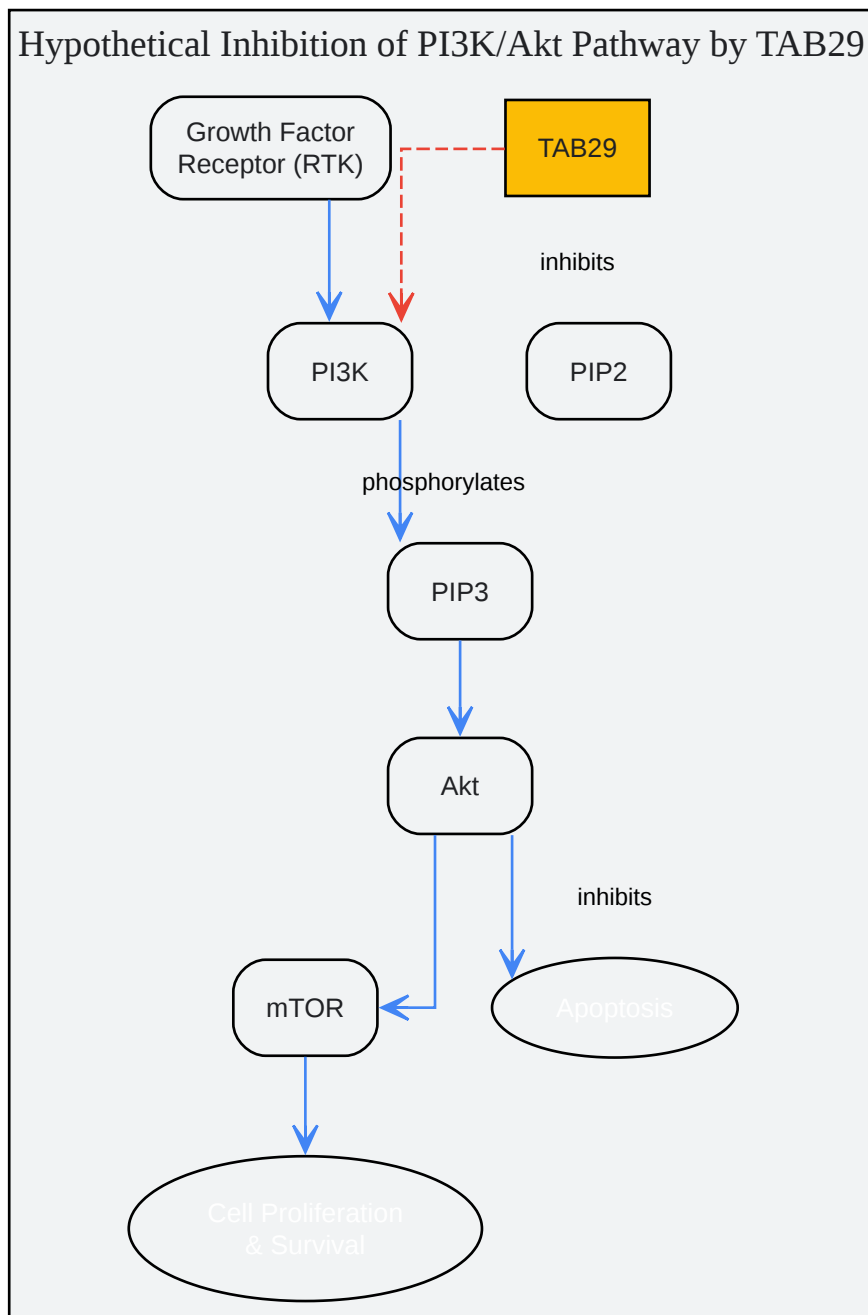 Hypothetical Inhibition of PI3K/Akt Pathway by TAB29
Growth Factor
Receptor (RTK)
TAB29
inhibits
PI3K
PIP2
phosphorylates
PIP3
Akt
inhibits
mTOR
Apoptosis
Cell Proliferation
& Survival